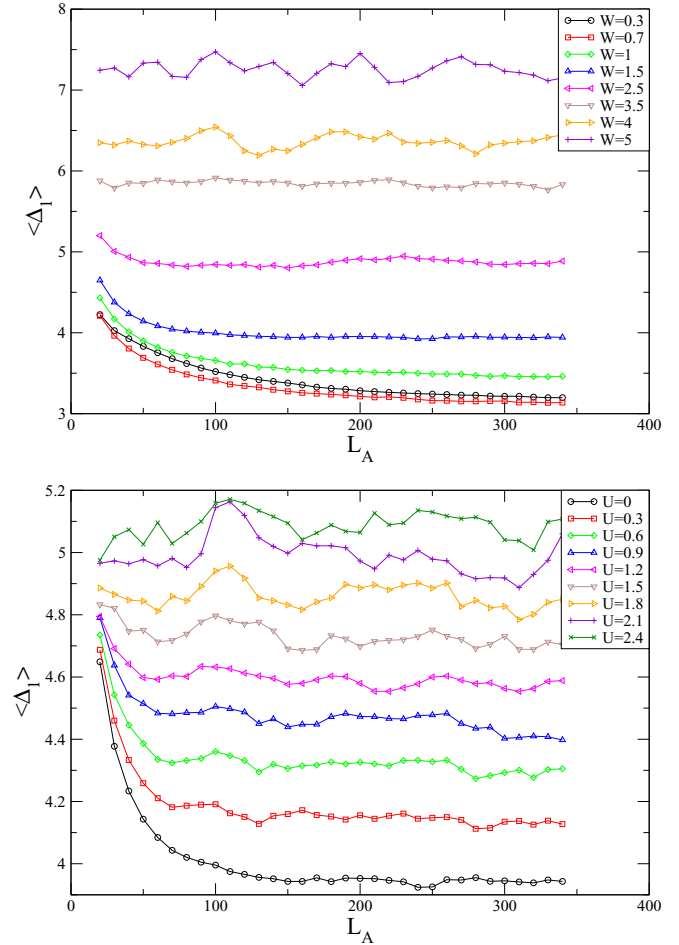 8
7
6
5
4
3
<Δ1>
0
100
200
300
400
L_A
W=0.3
W=0.7
W=1
W=1.5
W=2.5
W=3.5
W=4
W=5
5.2
5
4.8
4.6
4.4
4.2
4
<Δ1>
0
100
200
300
400
L_A
U=0
U=0.3
U=0.6
U=0.9
U=1.2
U=1.5
U=1.8
U=2.1
U=2.4